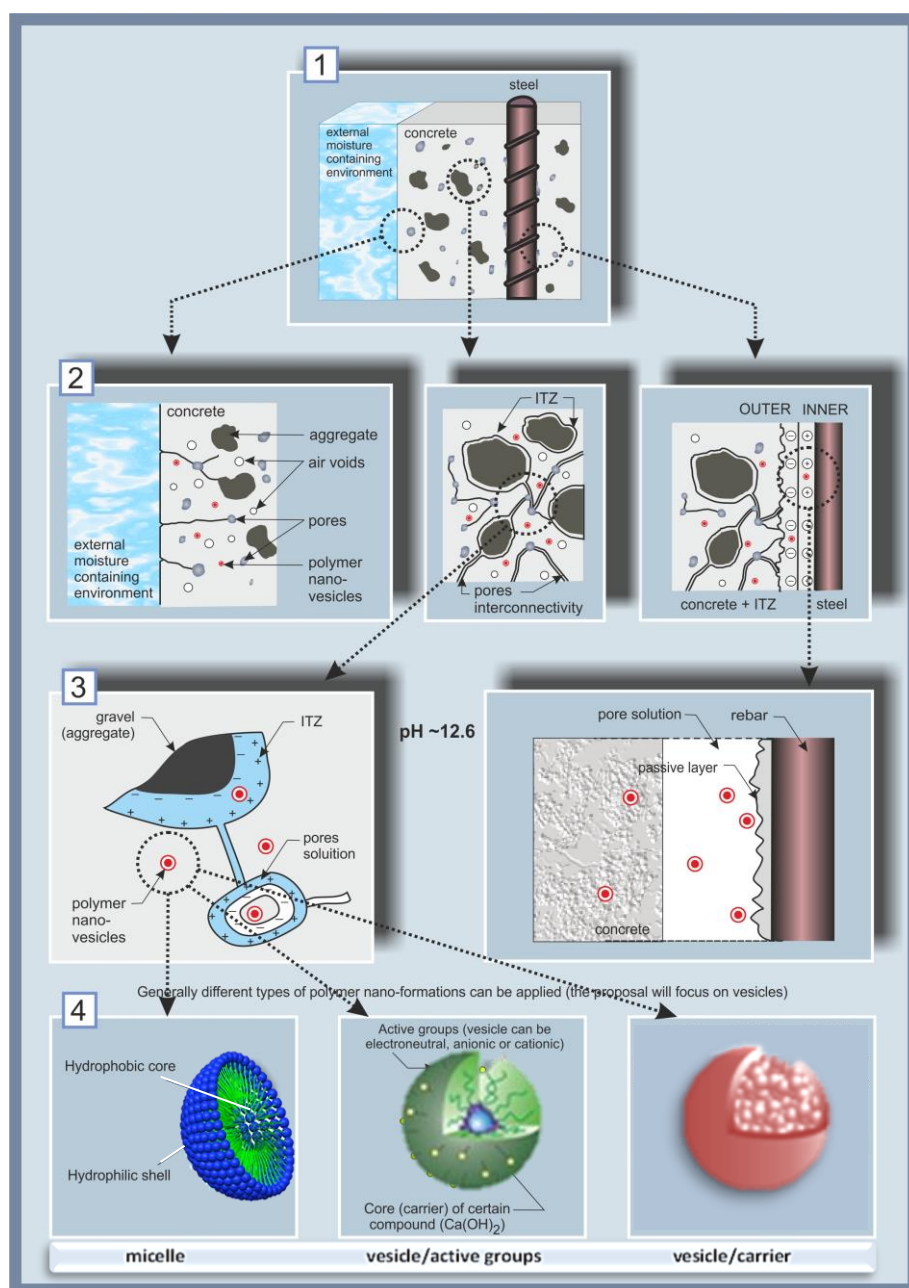 1
steel
external
moisture
containing
environment
concrete
2
concrete
aggregate
air voids
pores
polymer
nano-
vesicles
external
moisture
containing
environment
ITZ
pores
interconnectivity
OUTER INNER
concrete + ITZ
steel
3
gravel
(aggregate)
ITZ
pores
soluition
polymer
nano-
vesicles
pH ~12.6
pore solution
rebar
passive layer
concrete
Generally different types of polymer nano-formations can be applied (the proposal will focus on vesicles)
4
Hydrophobic core
Hydrophilic shell
Active groups (vesicle can be
electroneutral, anionic or cationic)
Core (carrier) of certain
compound (Ca(OH)2)
micelle
vesicle/active groups
vesicle/carrier